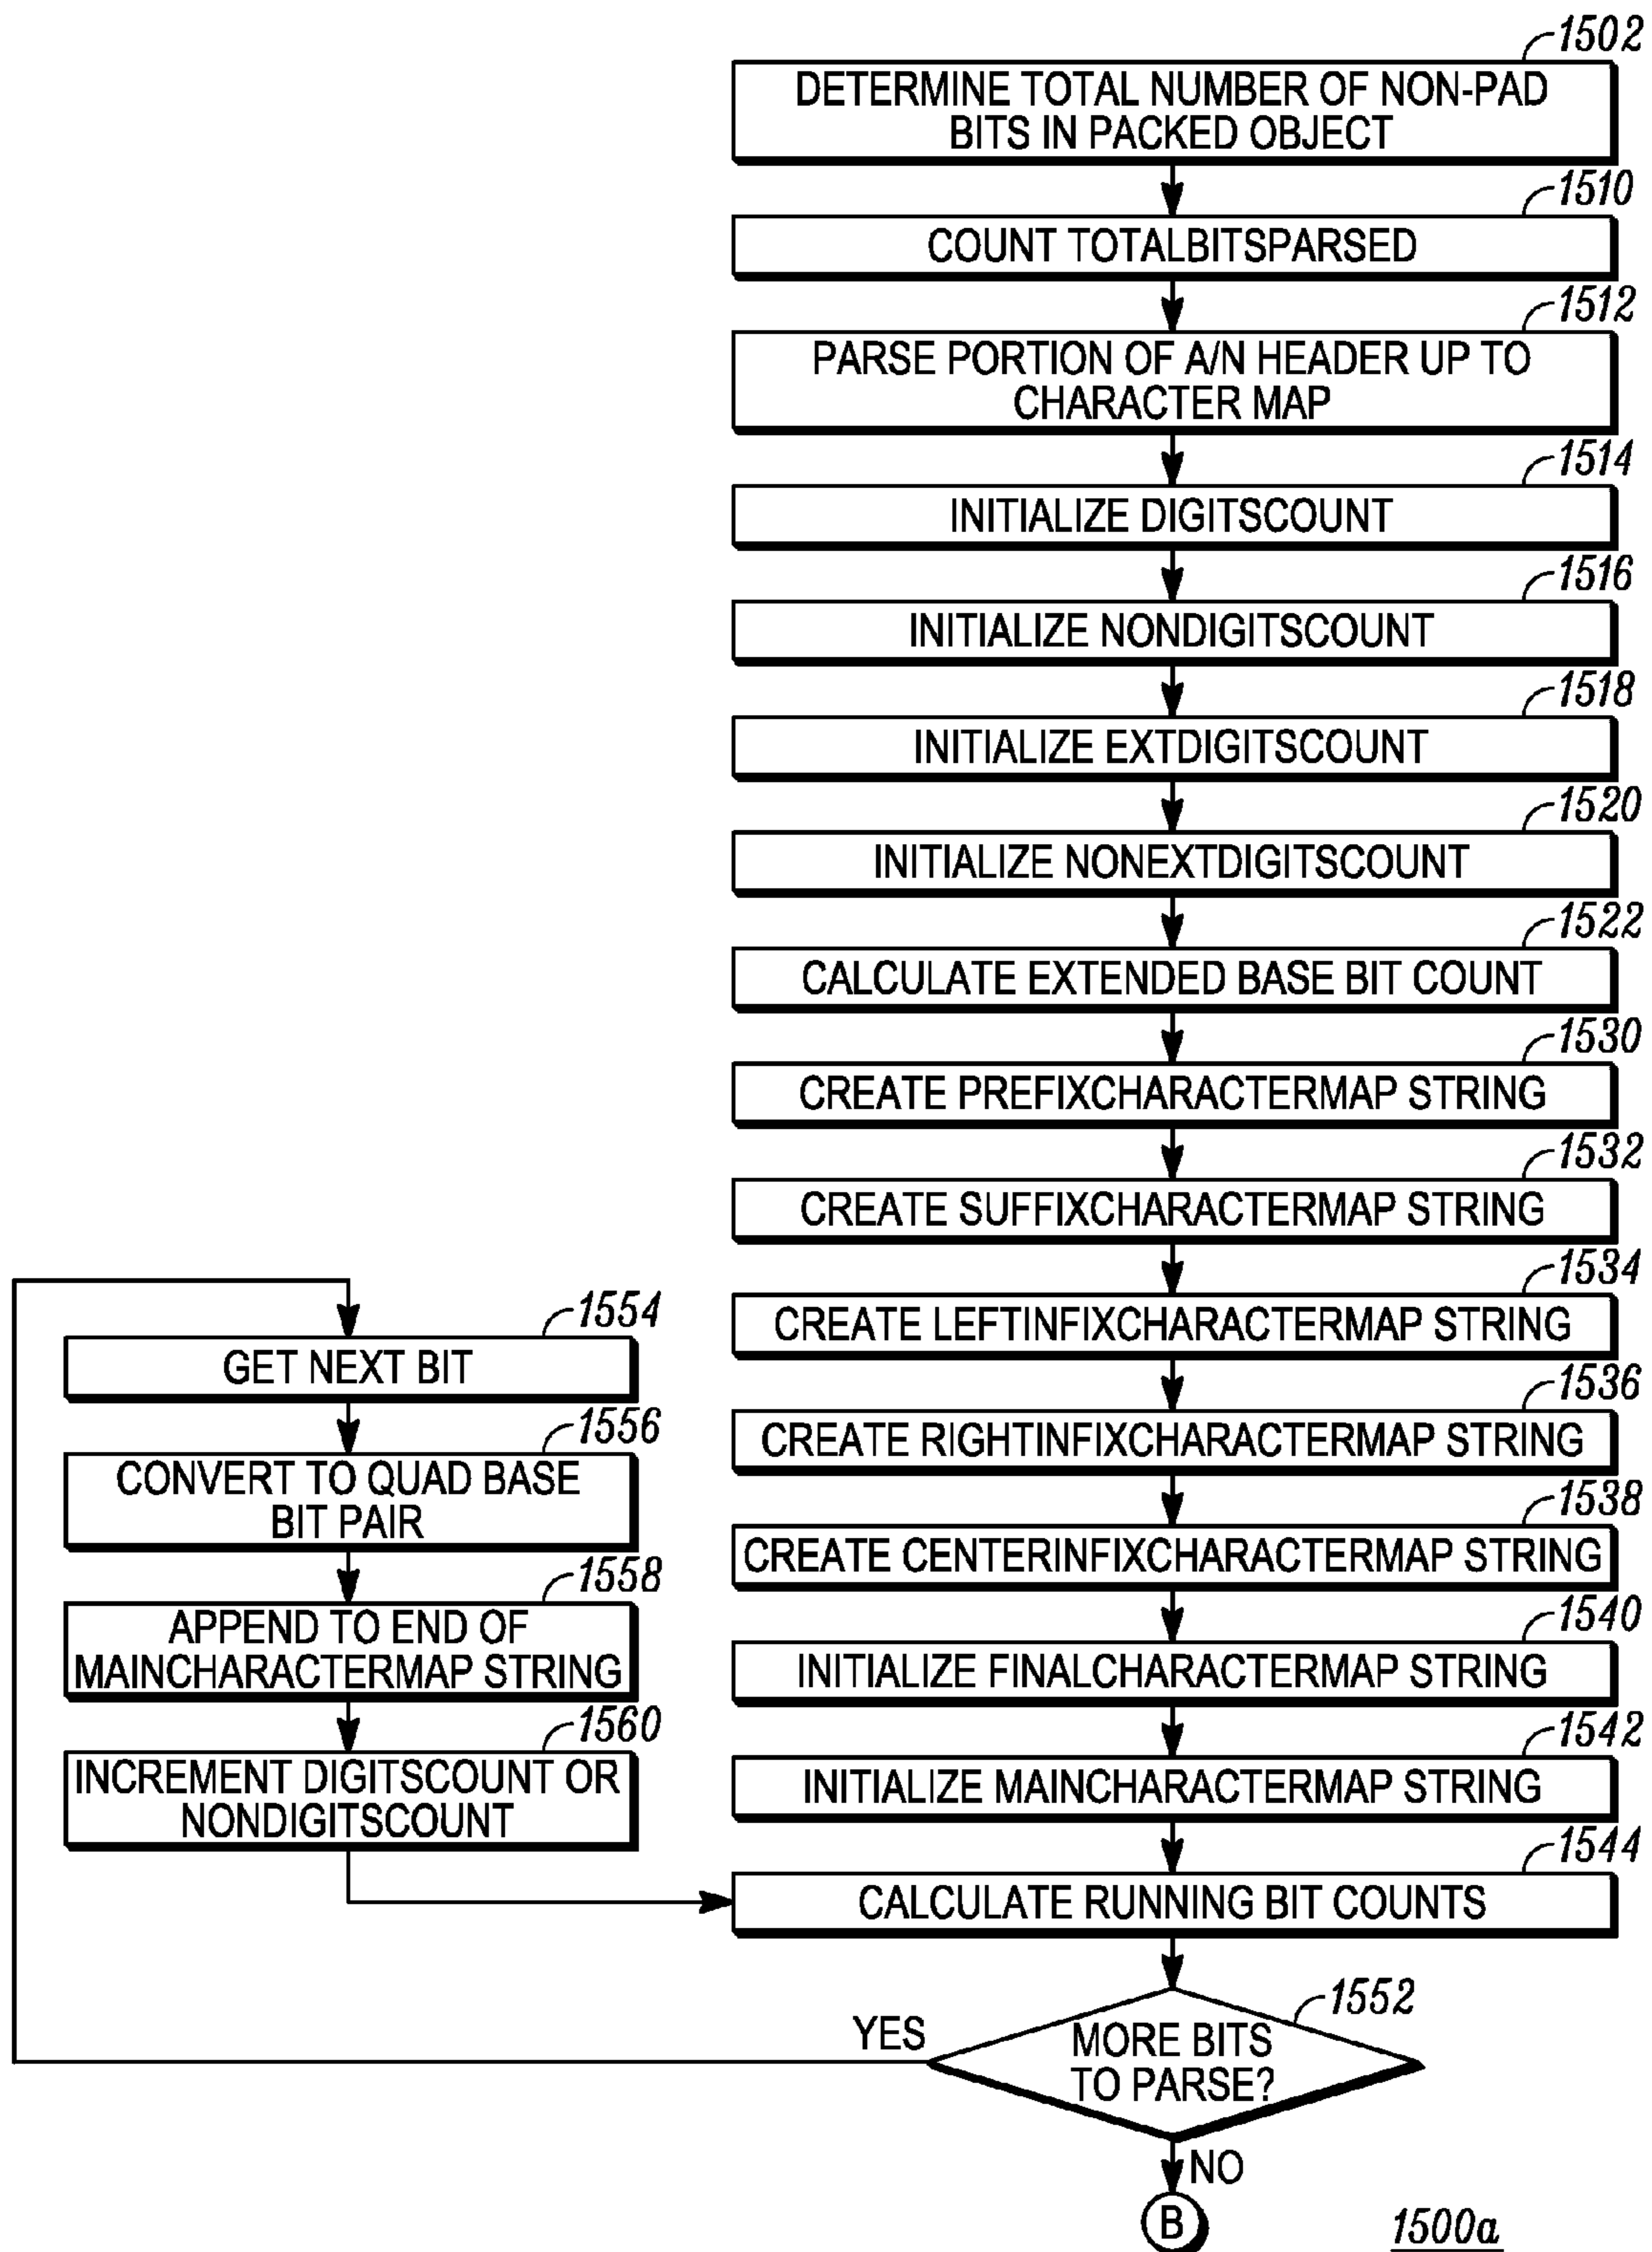 1502
DETERMINE TOTAL NUMBER OF NON-PAD
BITS IN PACKED OBJECT
1510
COUNT TOTALBITSPARSED
1512
PARSE PORTION OF A/N HEADER UP TO
CHARACTER MAP
1514
INITIALIZE DIGITSCOUNT
1516
INITIALIZE NONDIGITSCOUNT
1518
INITIALIZE EXTDIGITSCOUNT
1520
INITIALIZE NONEXTDIGITSCOUNT
1522
CALCULATE EXTENDED BASE BIT COUNT
1530
CREATE PREFIXCHARACTERMAP STRING
1532
CREATE SUFFIXCHARACTERMAP STRING
1534
CREATE LEFTINFIXCHARACTERMAP STRING
1536
CREATE RIGHTINFIXCHARACTERMAP STRING
1538
CREATE CENTERINFIXCHARACTERMAP STRING
1540
INITIALIZE FINALCHARACTERMAP STRING
1542
INITIALIZE MAINCHARACTERMAP STRING
1544
CALCULATE RUNNING BIT COUNTS
1552
MORE BITS
TO PARSE?
YES
1554
GET NEXT BIT
1556
CONVERT TO QUAD BASE
BIT PAIR
1558
APPEND TO END OF
MAINCHARACTERMAP STRING
1560
INCREMENT DIGITSCOUNT OR
NONDIGITSCOUNT
NO
B
1500a